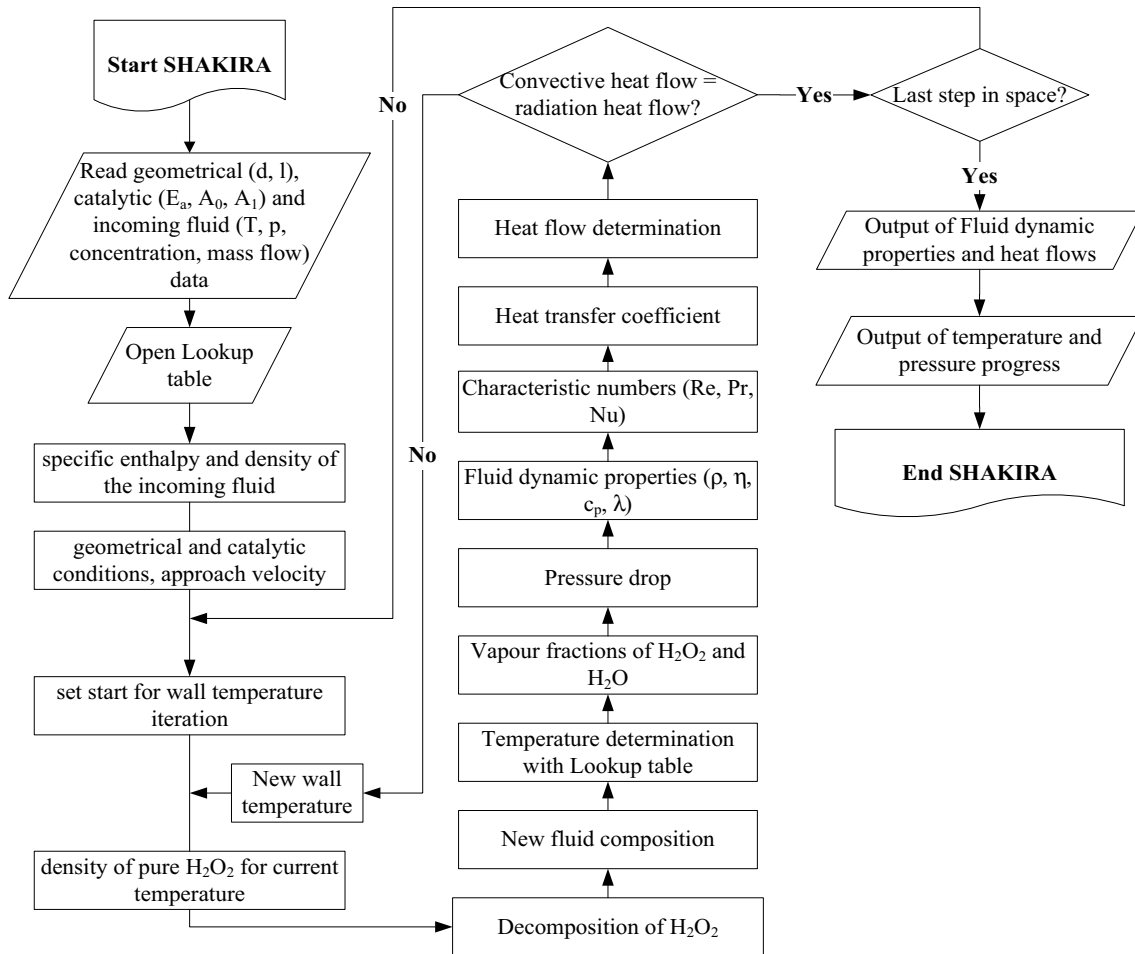 Start SHAKIRA
Read geometrical (d, l),
catalytic (Eₐ, A₀, A₁) and
incoming fluid (T, p,
concentration, mass flow)
data
Open Lookup
table
specific enthalpy and density of
the incoming fluid
geometrical and catalytic
conditions, approach velocity
set start for wall temperature
iteration
New wall
temperature
density of pure H₂O₂ for current
temperature
Decomposition of H₂O₂
New fluid composition
Temperature determination
with Lookup table
Vapour fractions of H₂O₂ and
H₂O
Pressure drop
Fluid dynamic properties (ρ, η,
cₚ, λ)
Characteristic numbers (Re, Pr,
Nu)
Heat transfer coefficient
Heat flow determination
Convective heat flow =
radiation heat flow?
No
Yes
Last step in space?
No
Yes
Output of Fluid dynamic
properties and heat flows
Output of temperature and
pressure progress
End SHAKIRA